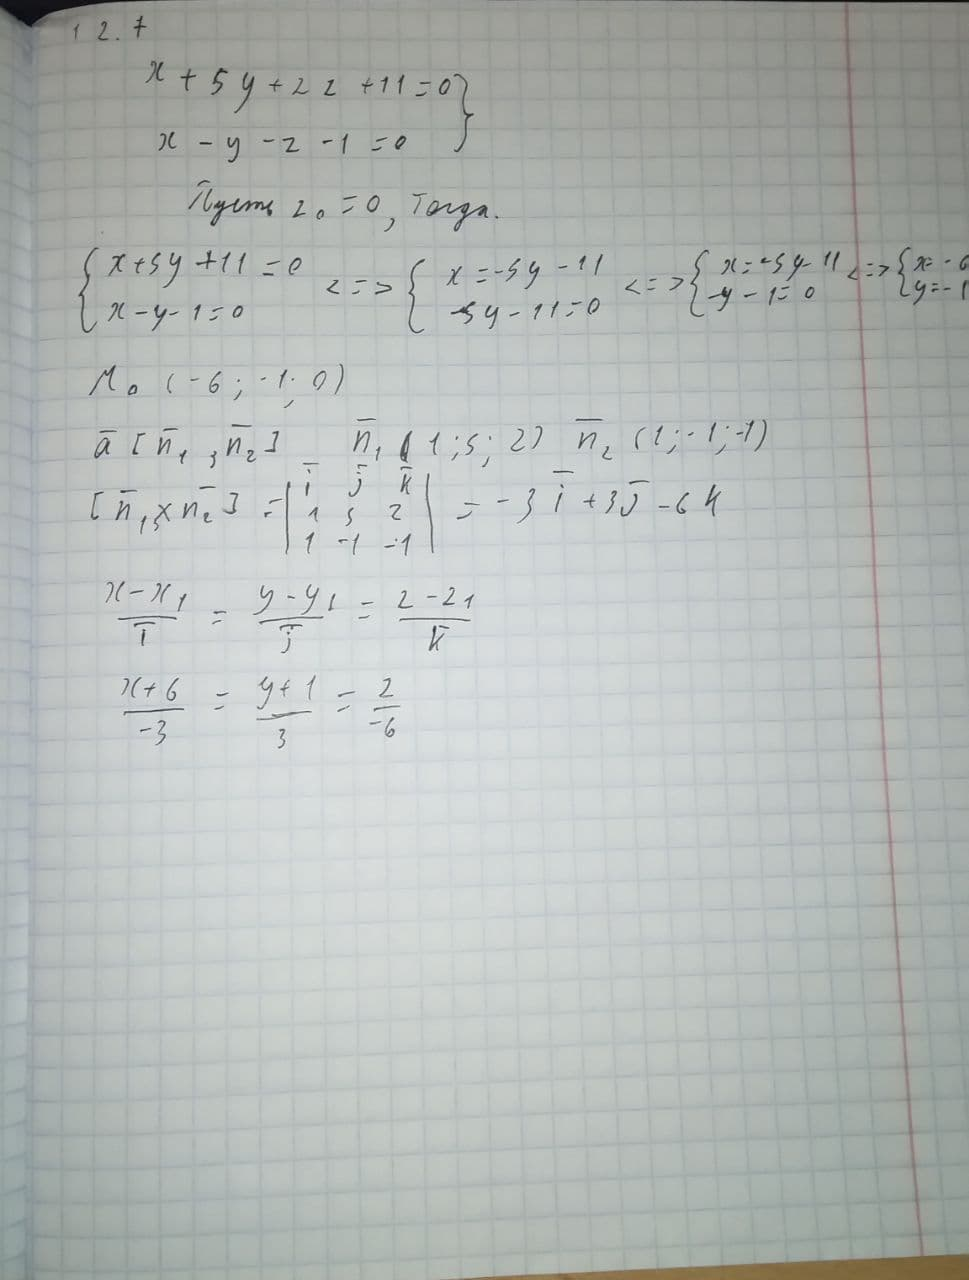 12.7
x + 5y + 2z + 11 = 0 }
x - y - z - 1 = 0
Пусть z₀ = 0, Тогда.
{ x + 5y + 11 = 0 <=> { x = -5y - 11 <=> { x = -5y - 11 <=> { x = -6
{ x - y - 1 = 0 { -5y - 11 = 0 { -y - 1 = 0 { y = -1
M₀ (-6; -1; 0)
ā [n̄₁, n̄₂] n̄₁ (1; 5; 2) n̄₂ (1; -1; -1)
[n̄₁, × n̄₂] = | ī j̄ k̄ | = -3ī + 3j̄ - 6k
| 1 5 2 |
| 1 -1 -1 |
(x - x₁)/ī = (y - y₁)/j̄ = (z - z₁)/k̄
(x + 6)/-3 = (y + 1)/3 = z/-6